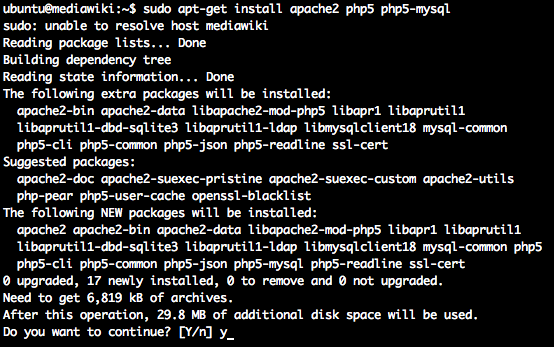 ubuntu@mediawiki:~$ sudo apt-get install apache2 php5 php5-mysql
sudo: unable to resolve host mediawiki
Reading package lists... Done
Building dependency tree
Reading state information... Done
The following extra packages will be installed:
  apache2-bin apache2-data libapache2-mod-php5 libapr1 libaprutil1
  libaprutil1-dbd-sqlite3 libaprutil1-ldap libmysqlclient18 mysql-common
  php5-cli php5-common php5-json php5-readline ssl-cert
Suggested packages:
  apache2-doc apache2-suexec-pristine apache2-suexec-custom apache2-utils
  php-pear php5-user-cache openssl-blacklist
The following NEW packages will be installed:
  apache2 apache2-bin apache2-data libapache2-mod-php5 libapr1 libaprutil1
  libaprutil1-dbd-sqlite3 libaprutil1-ldap libmysqlclient18 mysql-common php5
  php5-cli php5-common php5-json php5-mysql php5-readline ssl-cert
0 upgraded, 17 newly installed, 0 to remove and 0 not upgraded.
Need to get 6,819 kB of archives.
After this operation, 29.8 MB of additional disk space will be used.
Do you want to continue? [Y/n] y_